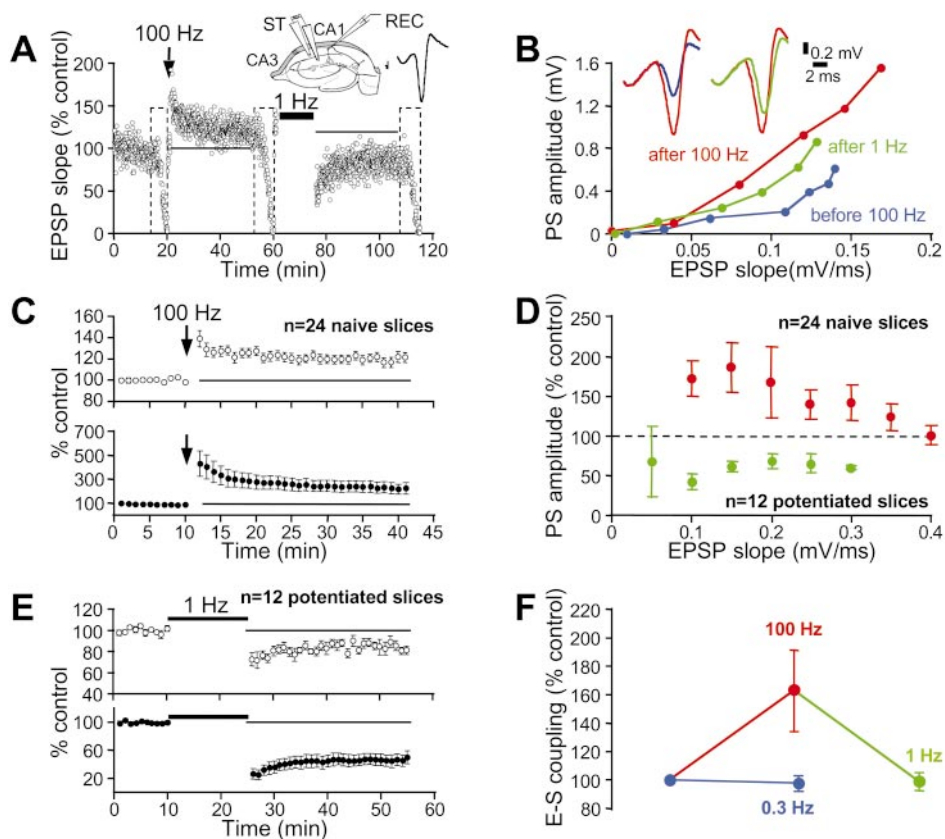 A
100 Hz
ST
CA1
REC
CA3
1 Hz
EPSP slope (% control)
200
150
100
50
0
0 20 40 60 80 100 120
Time (min)
B
0.2 mV
2 ms
PS amplitude (mV)
1.6
1.2
0.8
0.4
0
after 100 Hz
after 1 Hz
before 100 Hz
0 0.05 0.1 0.15 0.2
EPSP slope(mV/ms)
C
100 Hz
n=24 naive slices
% control
160
140
120
100
80
700
500
300
100
0 5 10 15 20 25 30 35 40 45
Time (min)
D
n=24 naive slices
PS amplitude (% control)
250
200
150
100
50
0
n=12 potentiated slices
0 0.1 0.2 0.3 0.4
EPSP slope (mV/ms)
E
1 Hz
n=12 potentiated slices
% control
120
100
80
60
40
100
60
20
0 10 20 30 40 50 60
Time (min)
F
E-S coupling (% control)
200
180
160
140
120
100
80
100 Hz
1 Hz
0.3 Hz